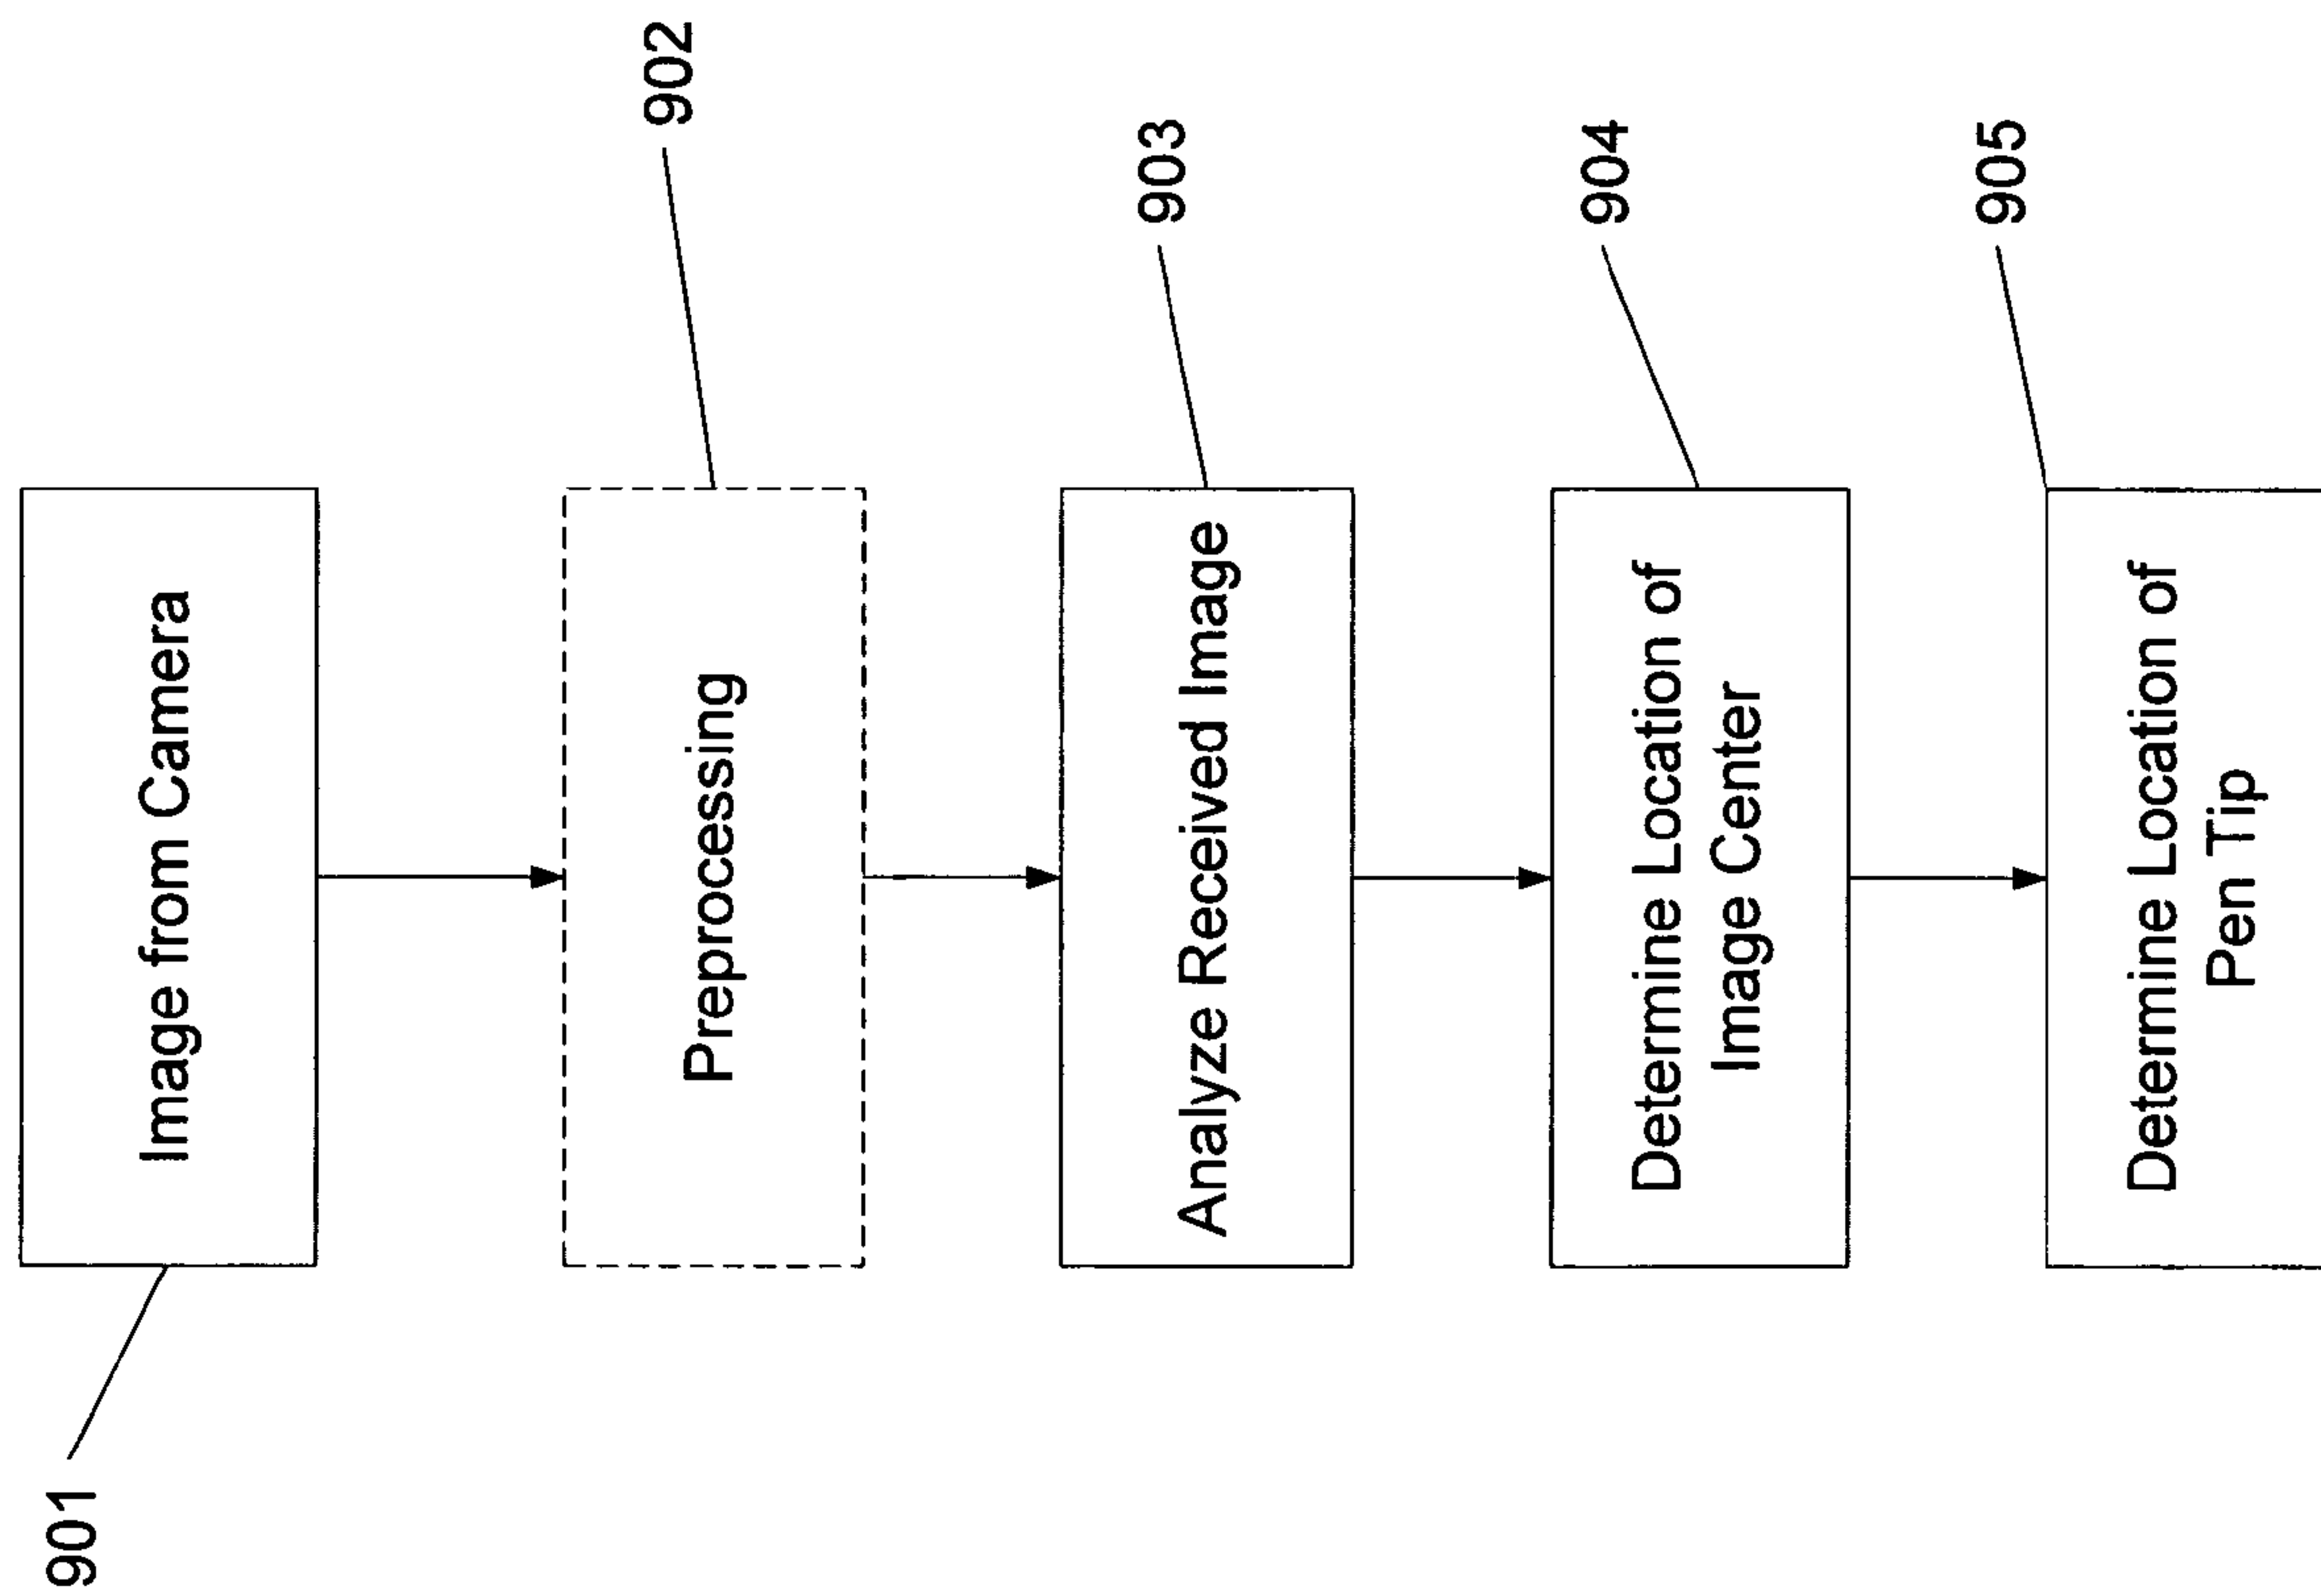 901
Image from Camera
902
Preprocessing
903
Analyze Received Image
904
Determine Location of
Image Center
905
Determine Location of
Pen Tip